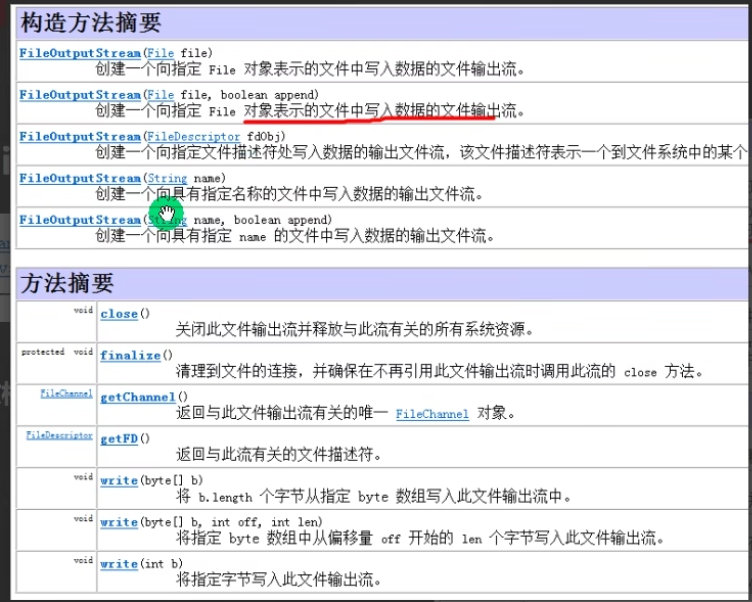 构造方法摘要
FileOutputStream(File file)
创建一个向指定 File 对象表示的文件中写入数据的文件输出流。
FileOutputStream(File file, boolean append)
创建一个向指定 File 对象表示的文件中写入数据的文件输出流。
FileOutputStream(FileDescriptor fdObj)
创建一个向指定文件描述符处写入数据的输出文件流，该文件描述符表示一个到文件系统中的某个
FileOutputStream(String name)
创建一个向具有指定名称的文件中写入数据的输出文件流。
FileOutputStream(String name, boolean append)
创建一个向具有指定 name 的文件中写入数据的输出文件流。
方法摘要
void close()
关闭此文件输出流并释放与此流有关的所有系统资源。
protected void finalize()
清理到文件的连接，并确保在不再引用此文件输出流时调用此流的 close 方法。
FileChannel getChannel()
返回与此文件输出流有关的唯一 FileChannel 对象。
FileDescriptor getFD()
返回与此流有关的文件描述符。
void write(byte[] b)
将 b.length 个字节从指定 byte 数组写入此文件输出流中。
void write(byte[] b, int off, int len)
将指定 byte 数组中从偏移量 off 开始的 len 个字节写入此文件输出流。
void write(int b)
将指定字节写入此文件输出流。